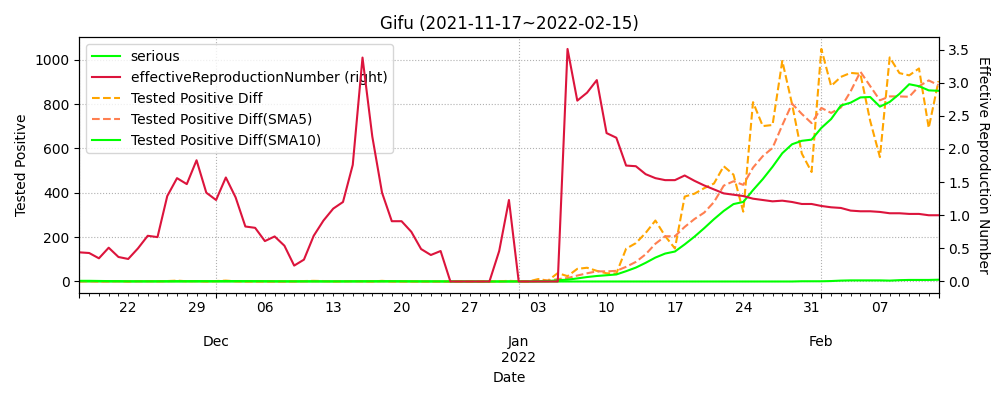 Gifu (2021-11-17~2022-02-15)
serious
effectiveReproductionNumber (right)
Tested Positive Diff
Tested Positive Diff(SMA5)
Tested Positive Diff(SMA10)
Tested Positive
1000
800
600
400
200
0
3.5
3.0
2.5
2.0
1.5
1.0
0.5
0.0
Effective Reproduction Number
22 29 06 13 20 27 03 10 17 24 31 07
Dec Jan Feb
2022
Date